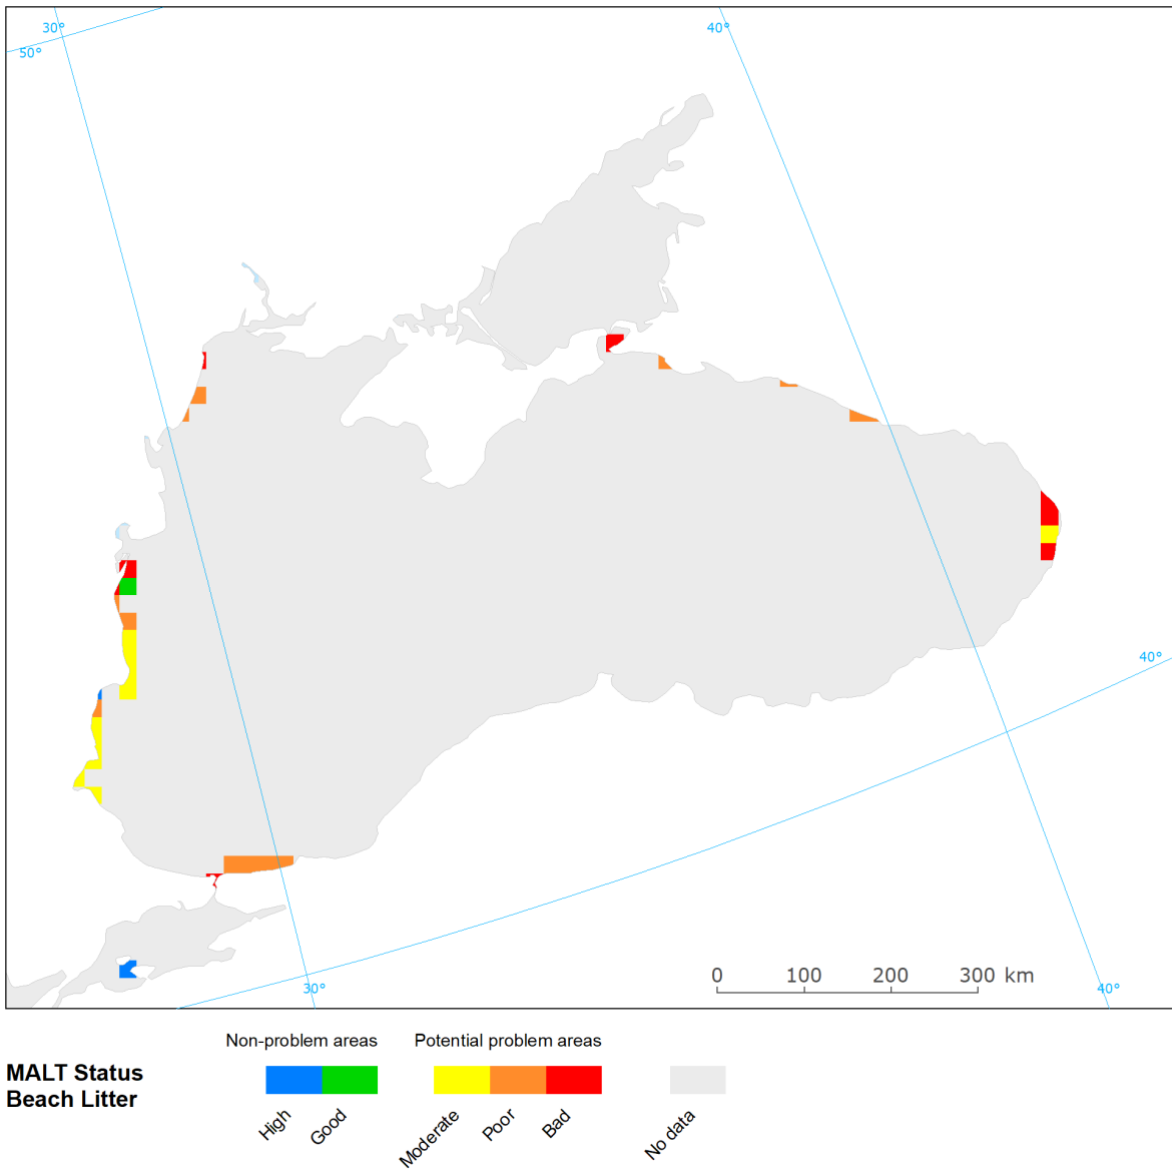 30°
40°
50°
40°
0 100 200 300 km
30°
40°
Non-problem areas
Potential problem areas
MALT Status
Beach Litter
High
Good
Moderate
Poor
Bad
No data